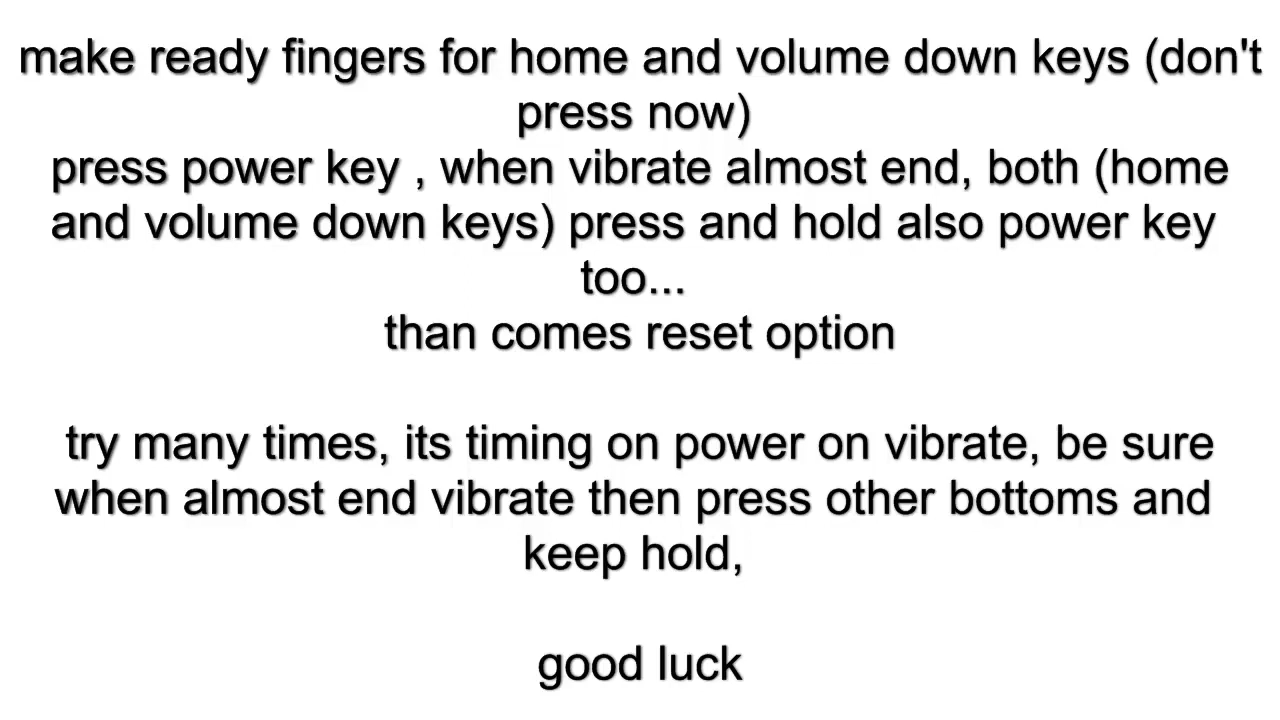 make ready fingers for home and volume down keys (don't
press now)
press power key , when vibrate almost end, both (home
and volume down keys) press and hold also power key
too...
than comes reset option
try many times, its timing on power on vibrate, be sure
when almost end vibrate then press other bottoms and
keep hold,
good luck